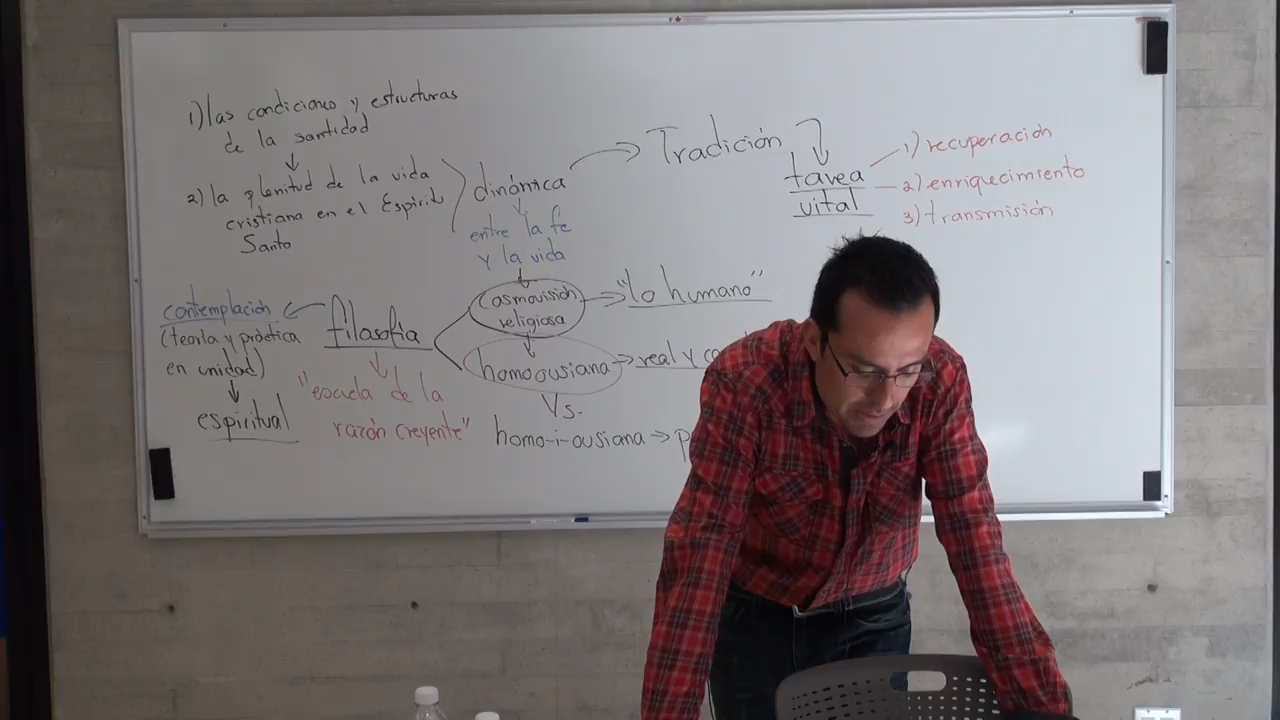 1) las condiciones y estructuras
de la santidad
2) la plenitud de la vida
cristiana en el Espíritu
Santo
dinámica
entre la fe
y la vida
Tradición
tarea
vital
1) recuperación
2) enriquecimiento
3) transmisión
contemplación
(teoría y práctica
en unidad)
espiritual
filosofía
"escuela de la
razón creyente"
cosmovisión
religiosa
"lo humano"
homoousiana
real y
Vs.
homo-i-ousiana